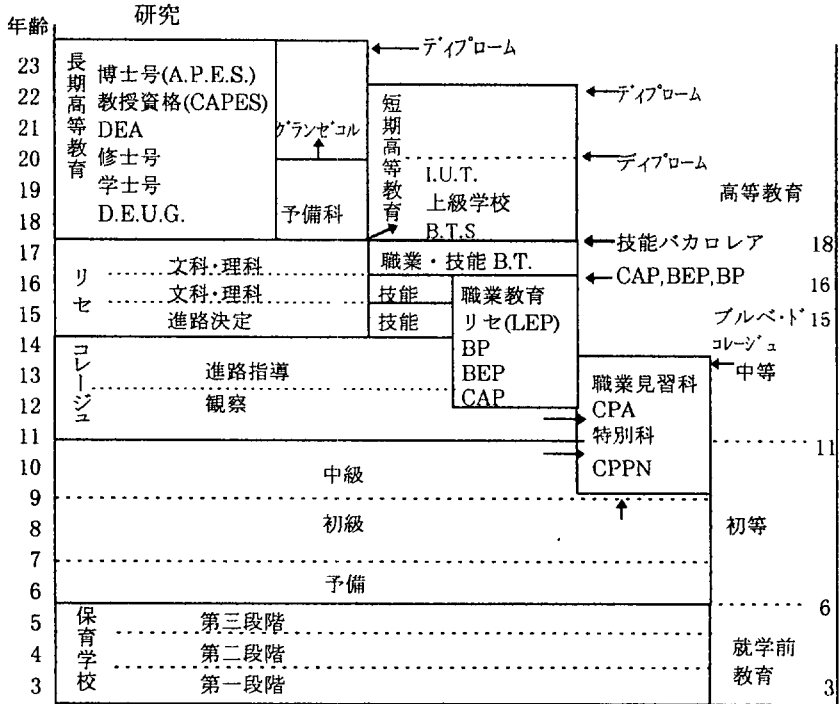 研究
年齢
ディプローム
23
長期高等教育
博士号(A.P.E.S.)
22
教授資格(CAPES)
短期高等教育
ディプローム
21
DEA
グランゼコル
20
修士号
ディプローム
19
学士号
予備科
I.U.T.
上級学校
高等教育
18
D.E.U.G.
B.T.S
17
リセ
文科・理科
職業・技能 B.T.
技能バカロレア 18
16
文科・理科
技能
職業教育
リセ(LEP)
BP
BEP
CAP
CAP,BEP,BP 16
15
進路決定
技能
ブルベ・ド 15
コレージュ
14
コレージュ
中等
13
進路指導
職業見習科
CPA
特別科
CPPN
12
観察
11
11
10
中級
9
8
初級
初等
7
6
予備
6
5
保育学校
第三段階
4
第二段階
就学前
教育
3
第一段階
3